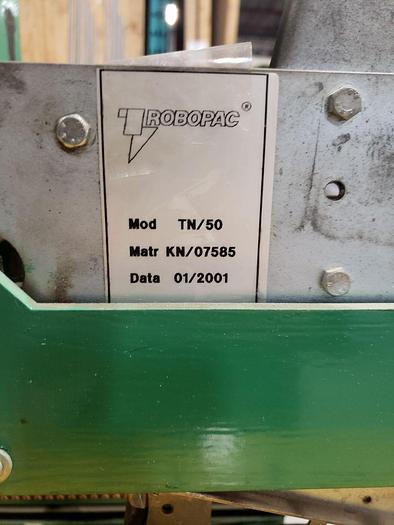 ROBOPAC®
Mod TN/50
Matr KN/07585
Data 01/2001